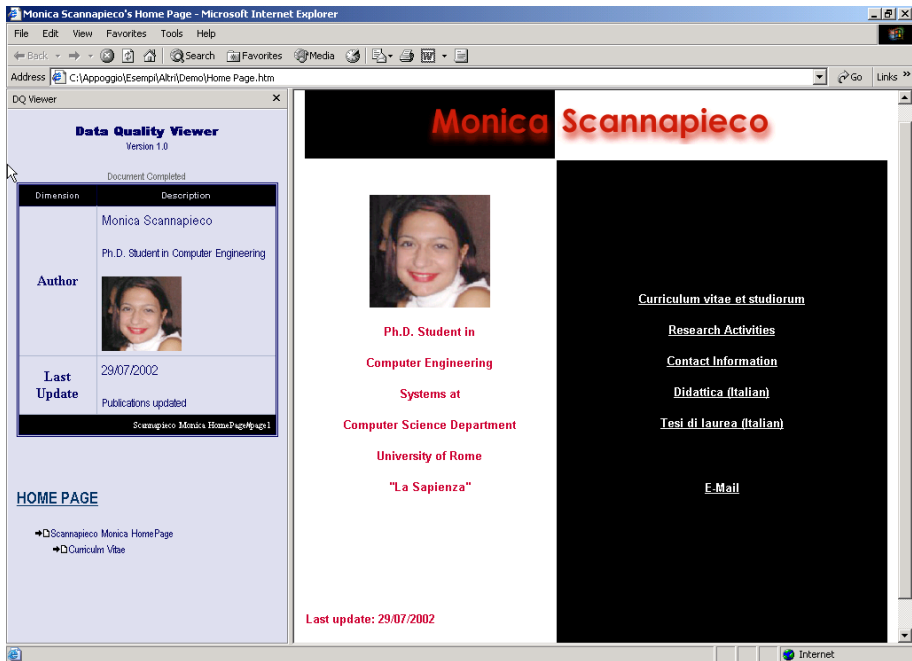 Monica Scannapieco's Home Page - Microsoft Internet Explorer
File Edit View Favorites Tools Help
Back Search Favorites Media
Address C:\Appoggio\Esempi\Altri\Demo\Home Page.htm Go Links »
DQ Viewer
Data Quality Viewer
Version 1.0
Document Completed
Dimension Description
Author
Monica Scannapieco
Ph.D. Student in Computer Engineering
Last Update
29/07/2002
Publications updated
Scannapieco Monica HomePage/#page1
HOME PAGE
Scannapieco Monica HomePage
Curriculm Vitae
Monica Scannapieco
Ph.D. Student in
Computer Engineering
Systems at
Computer Science Department
University of Rome
"La Sapienza"
Last update: 29/07/2002
Curriculum vitae et studiorum
Research Activities
Contact Information
Didattica (Italian)
Tesi di laurea (Italian)
E-Mail
Internet